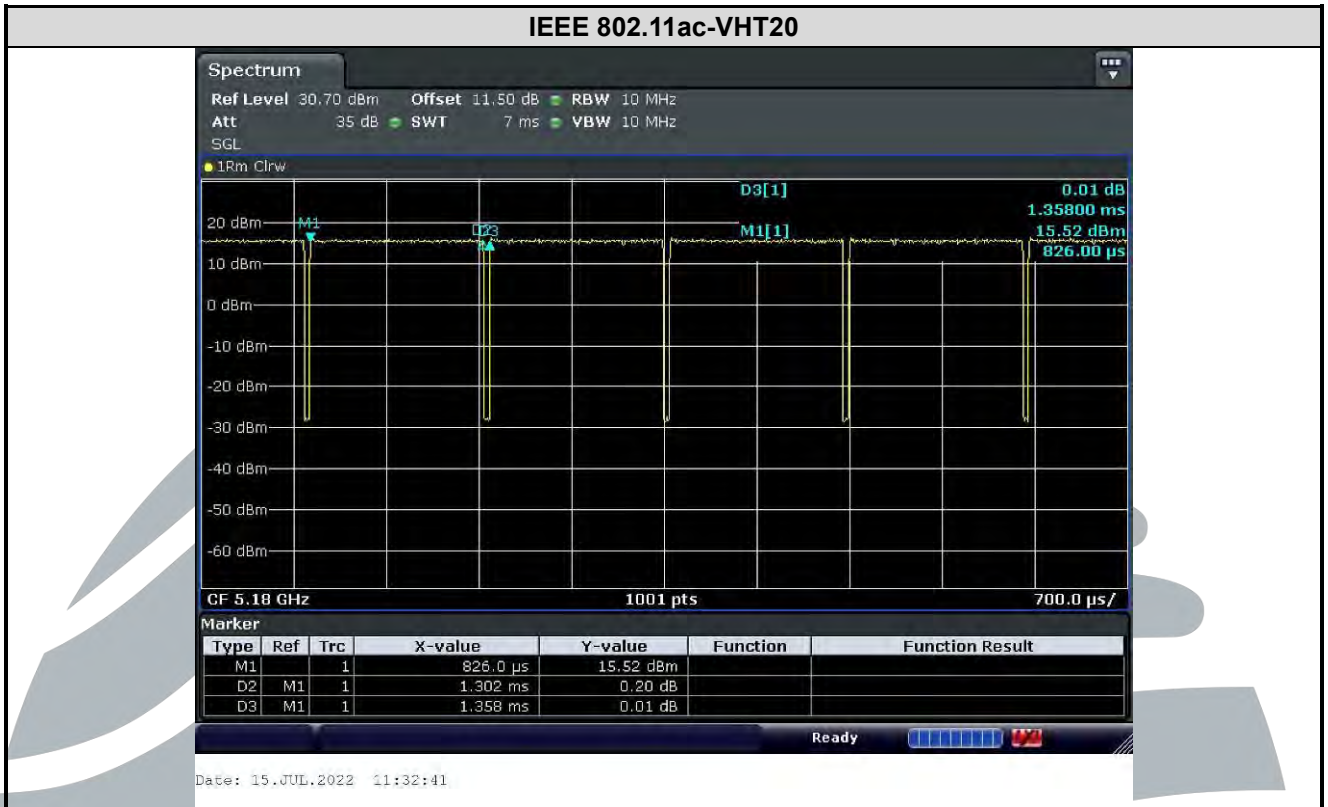 IEEE 802.11ac-VHT20
Spectrum
Ref Level 30.70 dBm Offset 11.50 dB RBW 10 MHz
Att 35 dB SWT 7 ms VBW 10 MHz
SGL
1Rm Clrw
D3[1] 0.01 dB
1.35800 ms
20 dBm M1 D3 M1[1] 15.52 dBm
826.00 µs
10 dBm
0 dBm
-10 dBm
-20 dBm
-30 dBm
-40 dBm
-50 dBm
-60 dBm
CF 5.18 GHz 1001 pts 700.0 µs/
Marker
Type Ref Trc X-value Y-value Function Function Result
M1 1 826.0 µs 15.52 dBm
D2 M1 1 1.302 ms 0.20 dB
D3 M1 1 1.358 ms 0.01 dB
Ready
Date: 15.JUL.2022 11:32:41